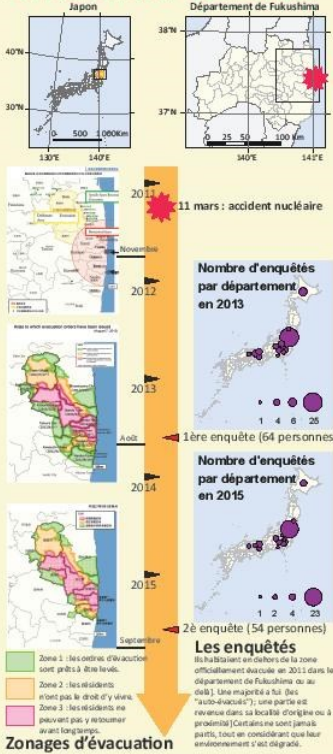 Japon
Département de Fukushima
40°N
30°N
0 500 1000Km
130°E 140°E
38°N
37°N
25 50 100 km
140°E 141°E
2011
11 mars : accident nucléaire
Novembre
2012
Nombre d'enquêtés
par département
en 2013
1 4 6 25
2013
Août
1ère enquête (64 personnes)
2014
Nombre d'enquêtés
par département
en 2015
1 2 4 23
2015
Septembre
2è enquête (54 personnes)
Zone 1 : les ordres d'évacution
sont prêts à être levés.
Zone 2 : les résidents
n'ont pas le droit d'y vivre.
Zone 3 : les résidents ne
peuvent pas y retourner
avant longtemps.
Zonages d'évacuation
Les enquêtés
Ils habitaient en dehors de la zone
officiellement évacuée en 2011 dans le
département de Fukushima ou au
delà]. Une majorité a fui (les
"auto-évacués"); une partie est
revenue dans sa localité d'origine ou à
proximité]Certains ne sont jamais
partis, tout en considérant que leur
environnement s'est dégradé.